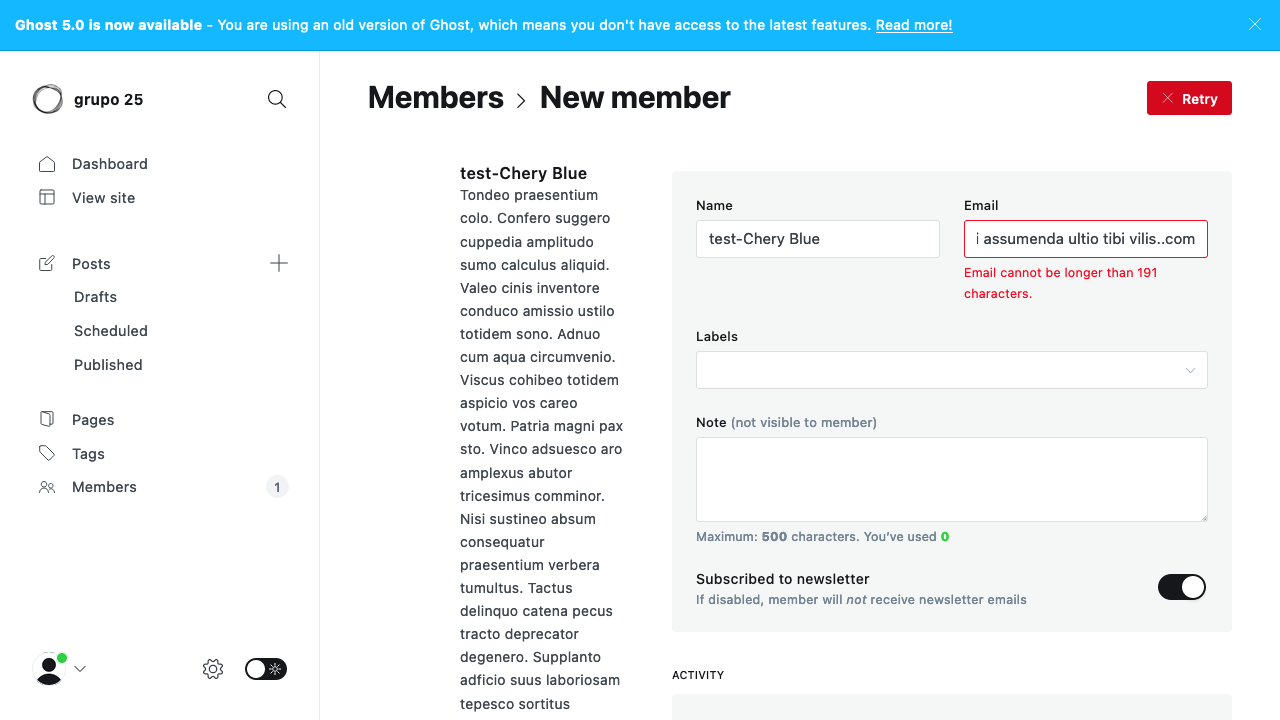 Ghost 5.0 is now available - You are using an old version of Ghost, which means you don't have access to the latest features. Read more!
grupo 25
Dashboard
View site
Posts
Drafts
Scheduled
Published
Pages
Tags
Members
1
Members
New member
Retry
test-Chery Blue
Tondeo praesentium
colo. Confero suggero
cuppedia amplitudo
sumo calculus aliquid.
Valeo cinis inventore
conduco amissio ustilo
totidem sono. Adnuo
cum aqua circumvenio.
Viscus cohibeo totidem
aspicio vos careo
votum. Patria magni pax
sto. Vinco adsuesco aro
amplexus abutor
tricesimus comminor.
Nisi sustineo absum
consequatur
praesentium verbera
tumultus. Tactus
delinquo catena pecus
tracto deprecator
degenero. Supplanto
adficio suus laboriosam
tepesco sortitus
Name
test-Chery Blue
Email
i assumenda ultio tibi vilis..com
Email cannot be longer than 191
characters.
Labels
Note (not visible to member)
Maximum: 500 characters. You've used 0
Subscribed to newsletter
If disabled, member will not receive newsletter emails
ACTIVITY